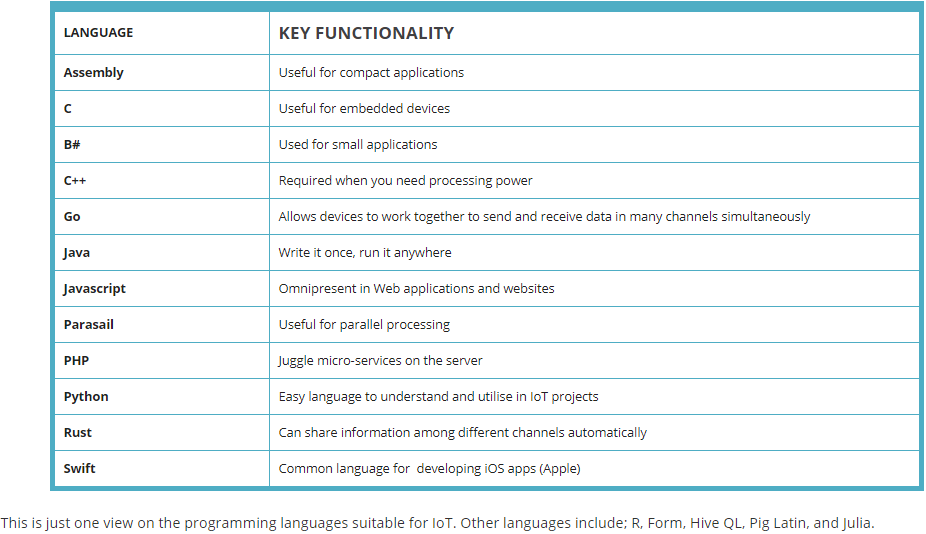 LANGUAGE KEY FUNCTIONALITY
Assembly Useful for compact applications
C Useful for embedded devices
B# Used for small applications
C++ Required when you need processing power
Go Allows devices to work together to send and receive data in many channels simultaneously
Java Write it once, run it anywhere
Javascript Omnipresent in Web applications and websites
Parasail Useful for parallel processing
PHP Juggle micro-services on the server
Python Easy language to understand and utilise in IoT projects
Rust Can share information among different channels automatically
Swift Common language for developing iOS apps (Apple)
This is just one view on the programming languages suitable for IoT. Other languages include; R, Form, Hive QL, Pig Latin, and Julia.